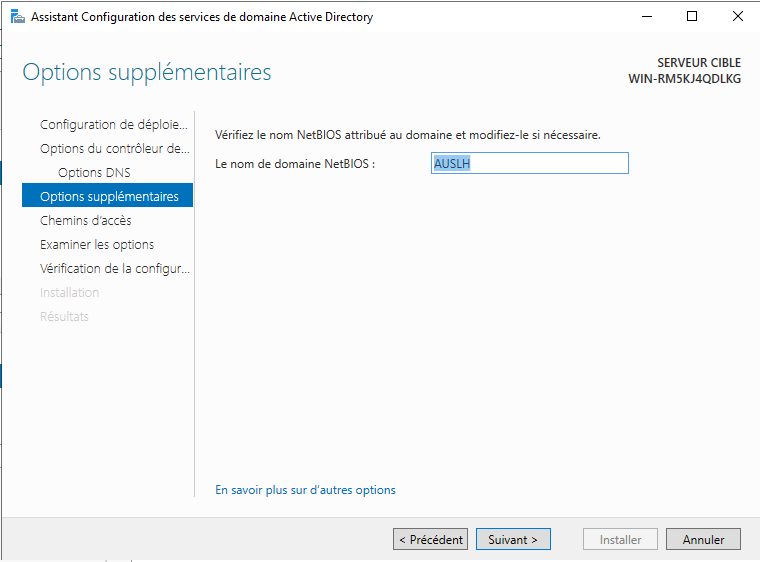 Assistant Configuration des services de domaine Active Directory
Options supplémentaires
SERVEUR CIBLE
WIN-RM5KJ4QDLKG
Configuration de déploie...
Options du contrôleur de...
Options DNS
Options supplémentaires
Chemins d'accès
Examiner les options
Vérification de la configur...
Installation
Résultats
Vérifiez le nom NetBIOS attribué au domaine et modifiez-le si nécessaire.
Le nom de domaine NetBIOS : AUSLH
En savoir plus sur d'autres options
< Précédent Suivant > Installer Annuler